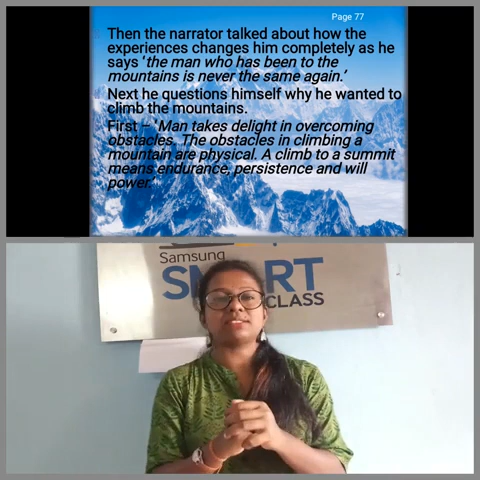 Page 77
Then the narrator talked about how the
experiences changes him completely as he
says ‘the man who has been to the
mountains is never the same again.’
Next he questions himself why he wanted to
climb the mountains.
First – ‘Man takes delight in overcoming
obstacles. The obstacles in climbing a
mountain are physical. A climb to a summit
means endurance, persistence and will
power.’
Samsung
SMART
CLASS